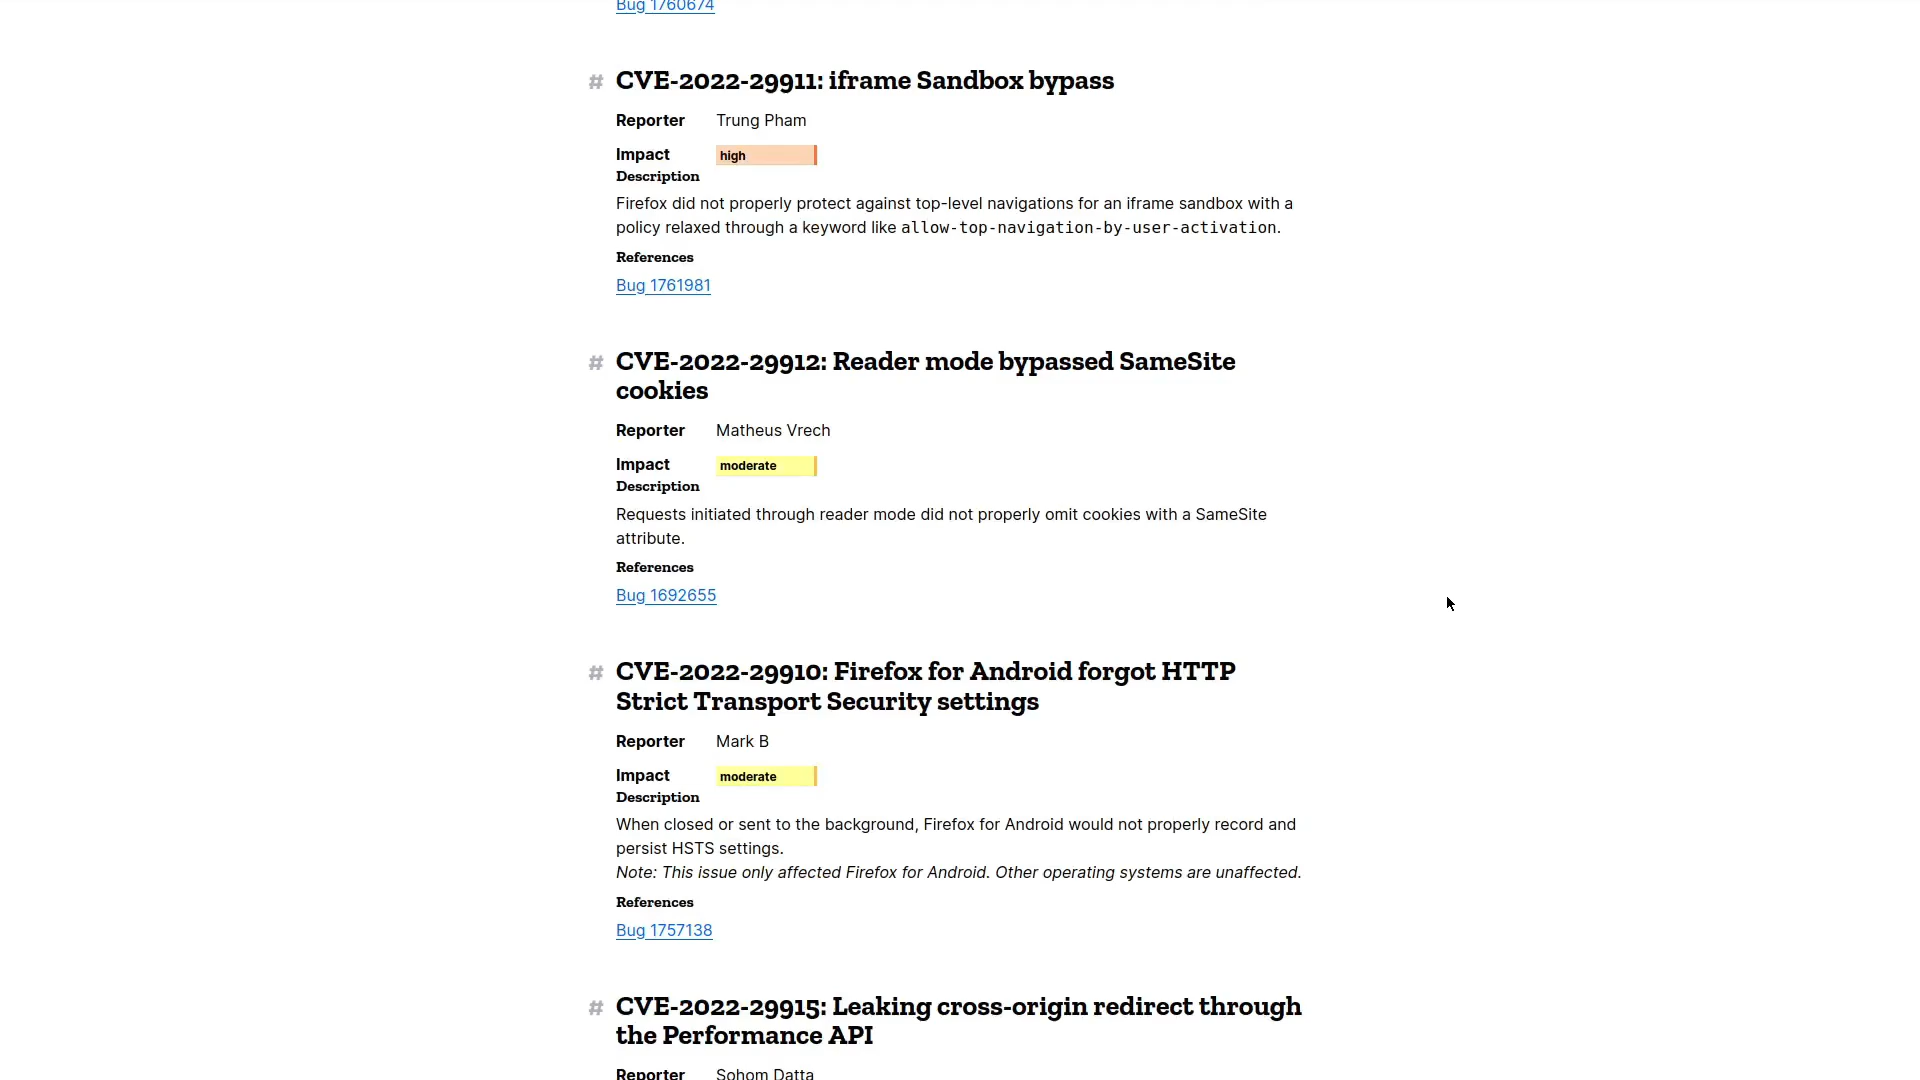 Bug 1760674
# CVE-2022-29911: iframe Sandbox bypass
Reporter Trung Pham
Impact high
Description
Firefox did not properly protect against top-level navigations for an iframe sandbox with a
policy relaxed through a keyword like allow-top-navigation-by-user-activation.
References
Bug 1761981
# CVE-2022-29912: Reader mode bypassed SameSite
cookies
Reporter Matheus Vrech
Impact moderate
Description
Requests initiated through reader mode did not properly omit cookies with a SameSite
attribute.
References
Bug 1692655
# CVE-2022-29910: Firefox for Android forgot HTTP
Strict Transport Security settings
Reporter Mark B
Impact moderate
Description
When closed or sent to the background, Firefox for Android would not properly record and
persist HSTS settings.
Note: This issue only affected Firefox for Android. Other operating systems are unaffected.
References
Bug 1757138
# CVE-2022-29915: Leaking cross-origin redirect through
the Performance API
Reporter Sohom Datta